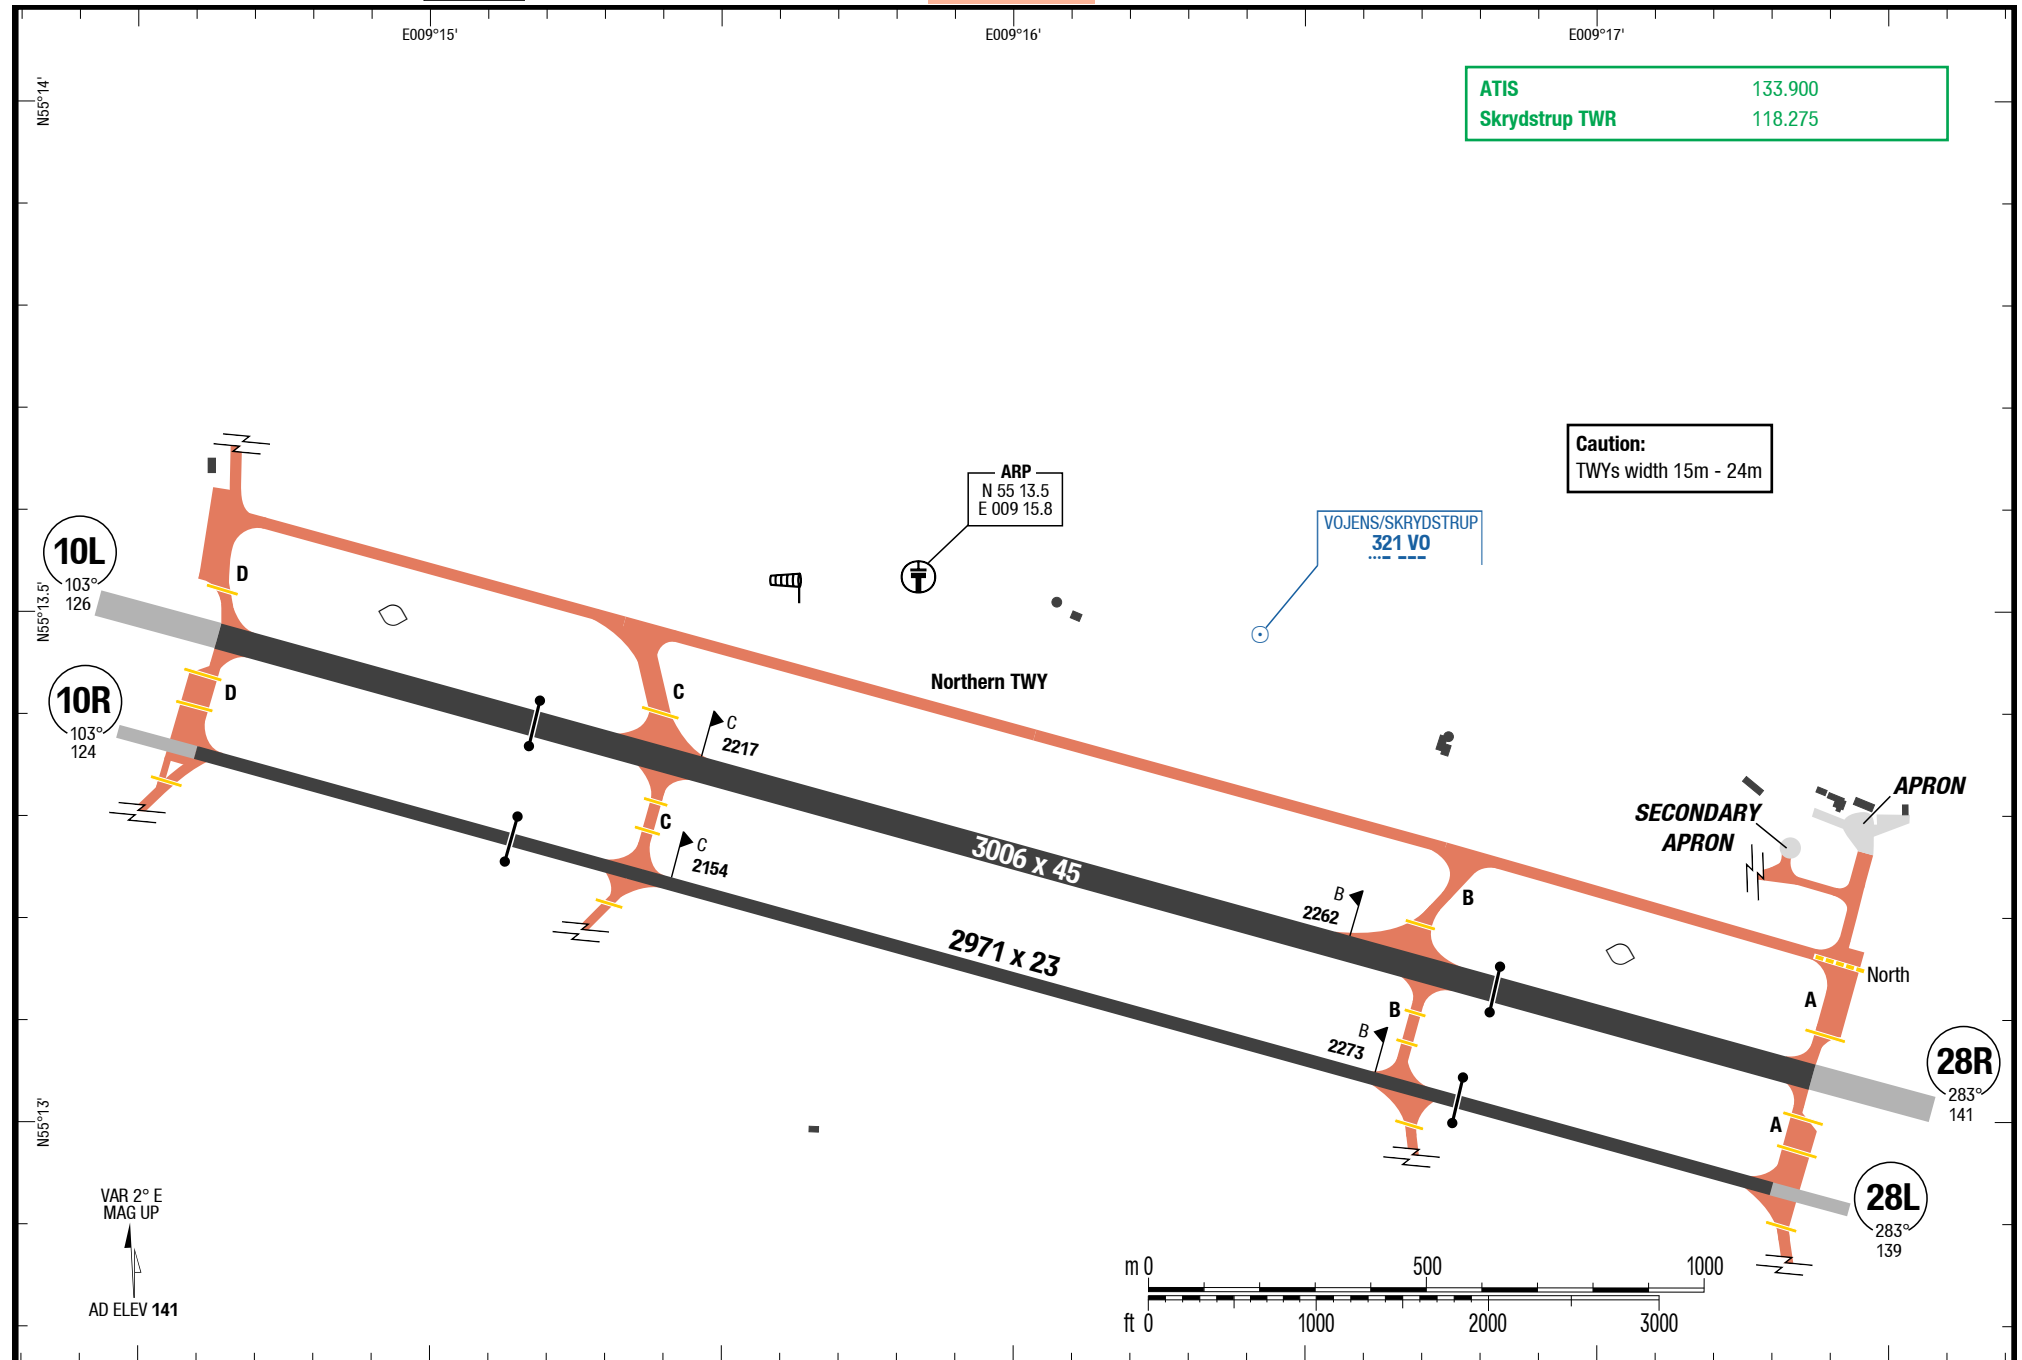 E009°15'
E009°16'
E009°17'
N55°14'
ATIS 133.900
Skrydstrup TWR 118.275
Caution:
TWYs width 15m - 24m
ARP
N 55 13.5
E 009 15.8
VOJENS/SKRYDSTRUP
321 VO
10L
103°
126
N55°13.5'
D
10R
103°
124
D
Northern TWY
C
C
2217
C
C
2154
3006 x 45
2971 x 23
APRON
SECONDARY
APRON
B
2262
B
North
A
B
B
2273
28R
283°
141
A
N55°13'
28L
283°
139
VAR 2° E
MAG UP
AD ELEV 141
m 0 500 1000
ft 0 1000 2000 3000